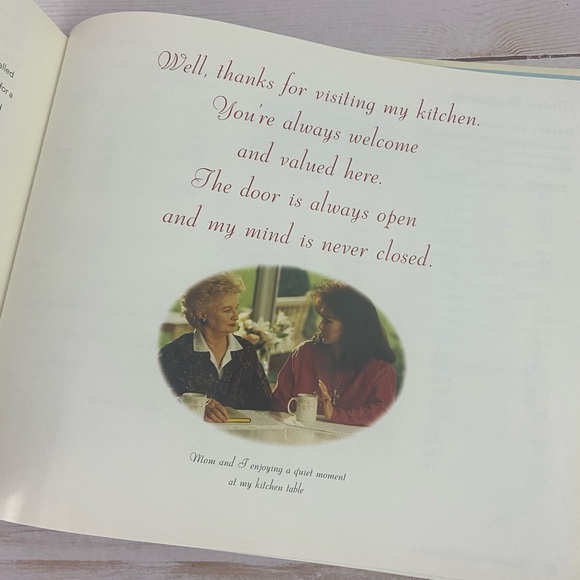 Well, thanks for visiting my kitchen.
You're always welcome
and valued here.
The door is always open
and my mind is never closed.
Mom and I enjoying a quiet moment
at my kitchen table
for a